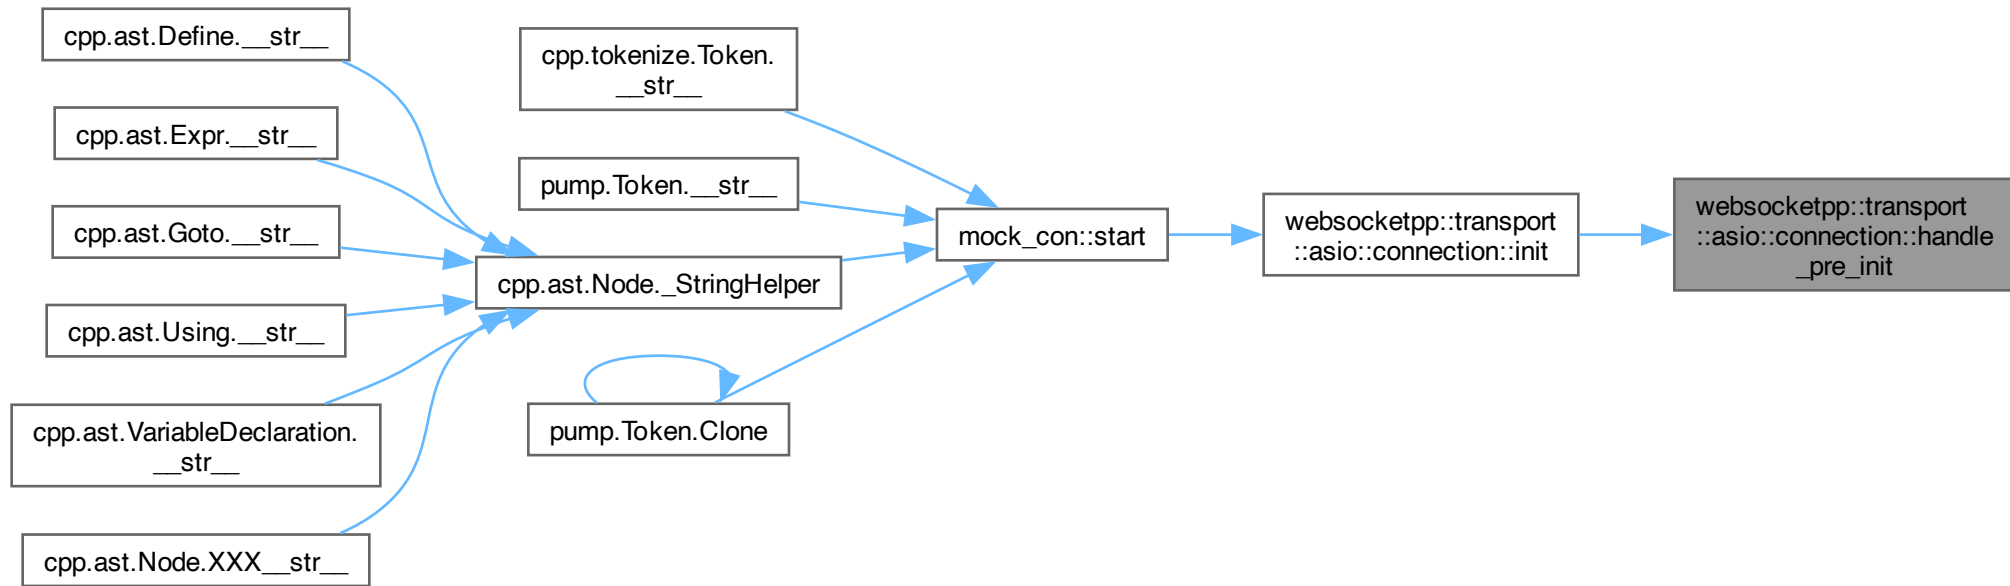 cpp.ast.Define.__str__
cpp.ast.Expr.__str__
cpp.ast.Goto.__str__
cpp.ast.Using.__str__
cpp.ast.VariableDeclaration.
__str__
cpp.ast.Node.XXX__str__
cpp.tokenize.Token.
__str__
pump.Token.__str__
cpp.ast.Node._StringHelper
pump.Token.Clone
mock_con::start
websocketpp::transport
::asio::connection::init
websocketpp::transport
::asio::connection::handle
_pre_init